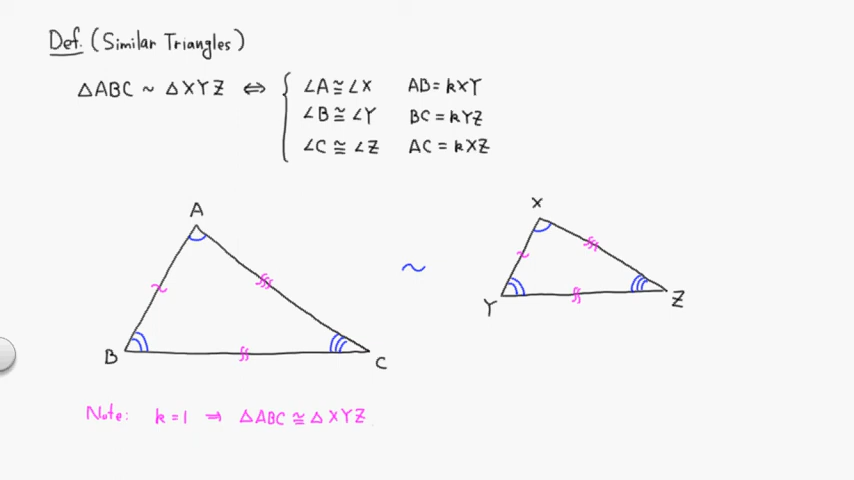 Def. (Similar Triangles)
△ABC ~ △XYZ ⇔ { ∠A ≅ ∠X AB = kXY
∠B ≅ ∠Y BC = kYZ
∠C ≅ ∠Z AC = kXZ
A
X
~
Y
Z
B
C
Note: k = 1 ⇒ △ABC ≅ △XYZ